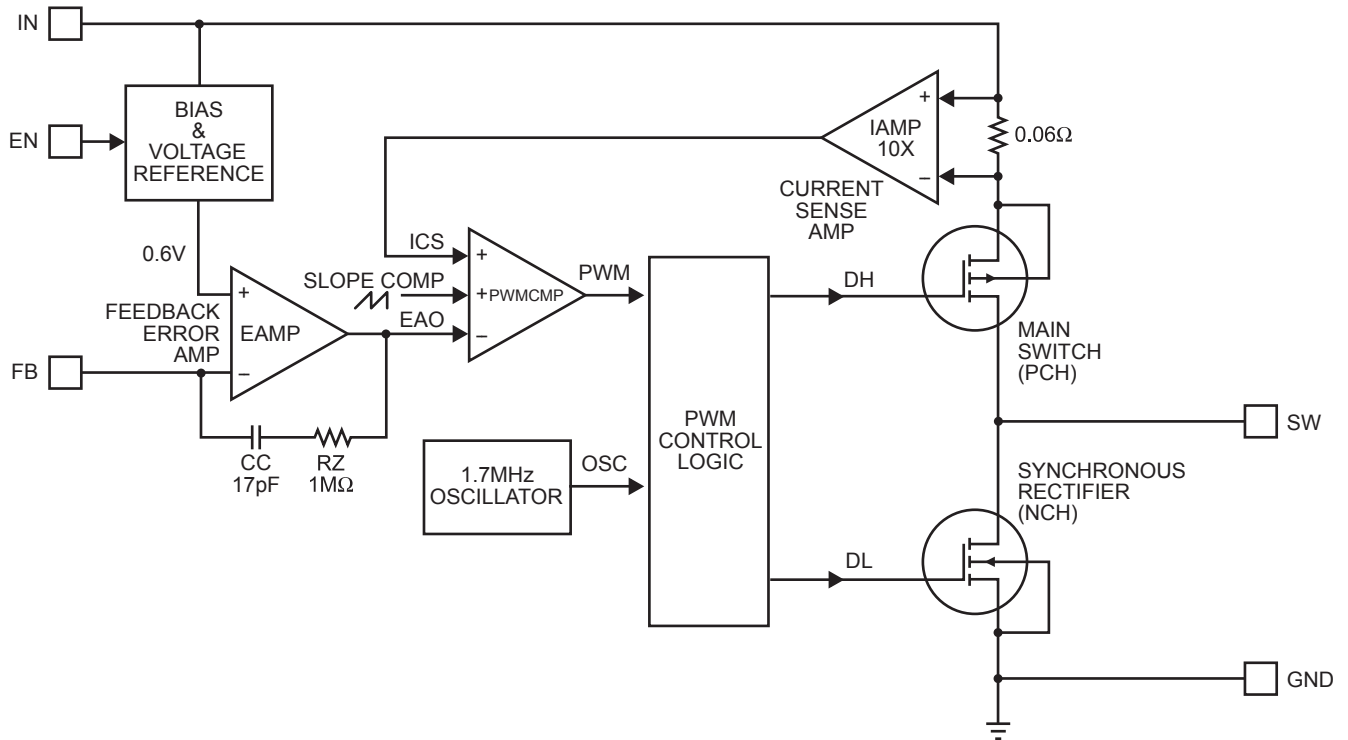 IN
BIAS
&
VOLTAGE
REFERENCE
EN
+
IAMP
10X
–
0.06Ω
CURRENT
SENSE
AMP
0.6V
ICS
+
SLOPE COMP
+
PWMCMP
PWM
EAO
–
DH
FEEDBACK
ERROR
AMP
+
EAMP
–
FB
MAIN
SWITCH
(PCH)
CC
17pF
RZ
1MΩ
PWM
CONTROL
LOGIC
SW
1.7MHz
OSCILLATOR
OSC
SYNCHRONOUS
RECTIFIER
(NCH)
DL
GND